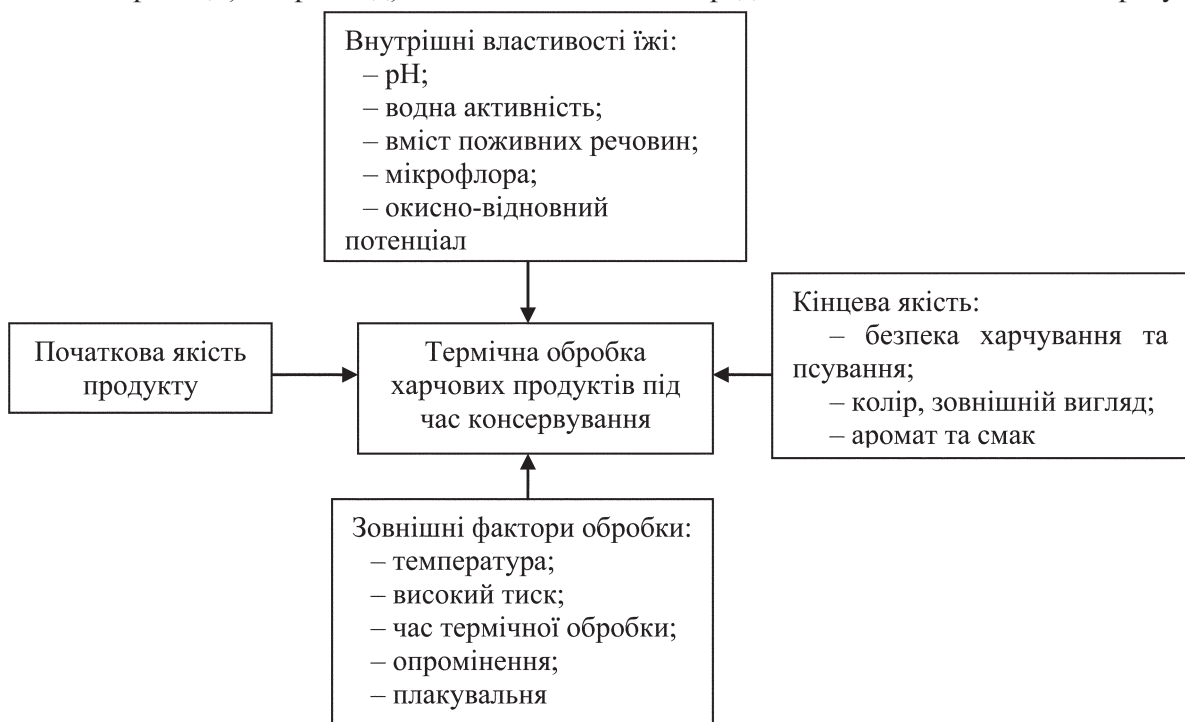 Внутрішні властивості їжі:
– pH;
– водна активність;
– вміст поживних речовин;
– мікрофлора;
– окисно-відновний
потенціал
Початкова якість
продукту
Термічна обробка
харчових продуктів під
час консервування
Кінцева якість:
– безпека харчування та
псування;
– колір, зовнішній вигляд;
– аромат та смак
Зовнішні фактори обробки:
– температура;
– високий тиск;
– час термічної обробки;
– опромінення;
– плакувальня